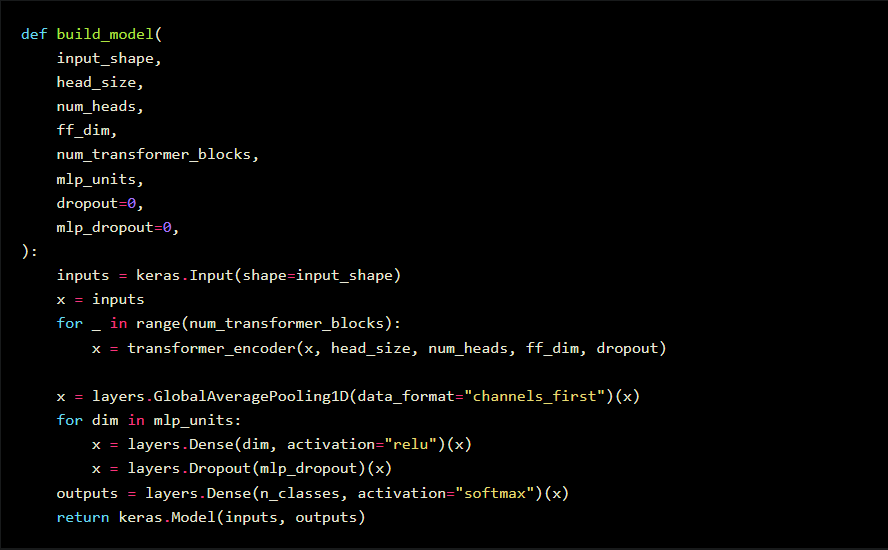 def build_model(
    input_shape,
    head_size,
    num_heads,
    ff_dim,
    num_transformer_blocks,
    mlp_units,
    dropout=0,
    mlp_dropout=0,
):
    inputs = keras.Input(shape=input_shape)
    x = inputs
    for _ in range(num_transformer_blocks):
        x = transformer_encoder(x, head_size, num_heads, ff_dim, dropout)

    x = layers.GlobalAveragePooling1D(data_format="channels_first")(x)
    for dim in mlp_units:
        x = layers.Dense(dim, activation="relu")(x)
        x = layers.Dropout(mlp_dropout)(x)
    outputs = layers.Dense(n_classes, activation="softmax")(x)
    return keras.Model(inputs, outputs)